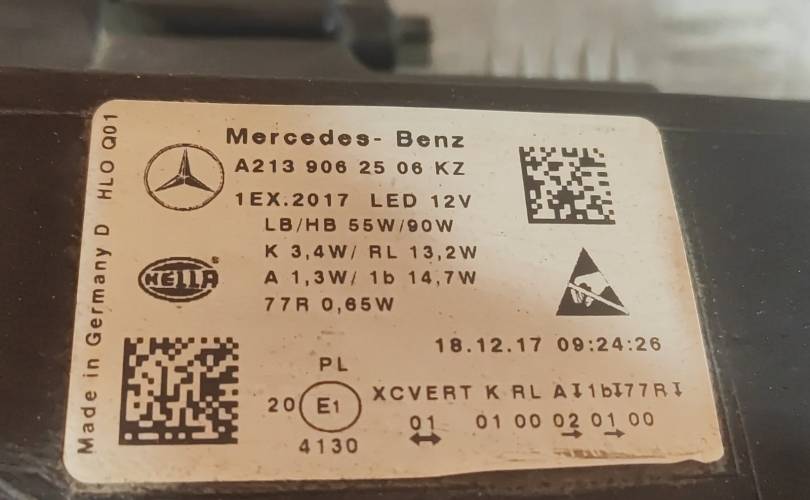 Mercedes- Benz
A213 906 25 06 KZ
1EX.2017 LED 12V
LB/HB 55W/90W
K 3,4W/ RL 13,2W
A 1,3W/ 1b 14,7W
77R 0,65W
HELLA®
Made in Germany D HLO Q01
18.12.17 09:24:26
PL
20 E1 XCVERT K RL A↧1b↧77R↧
4130 01 01 00 02 01 00
↔ → →